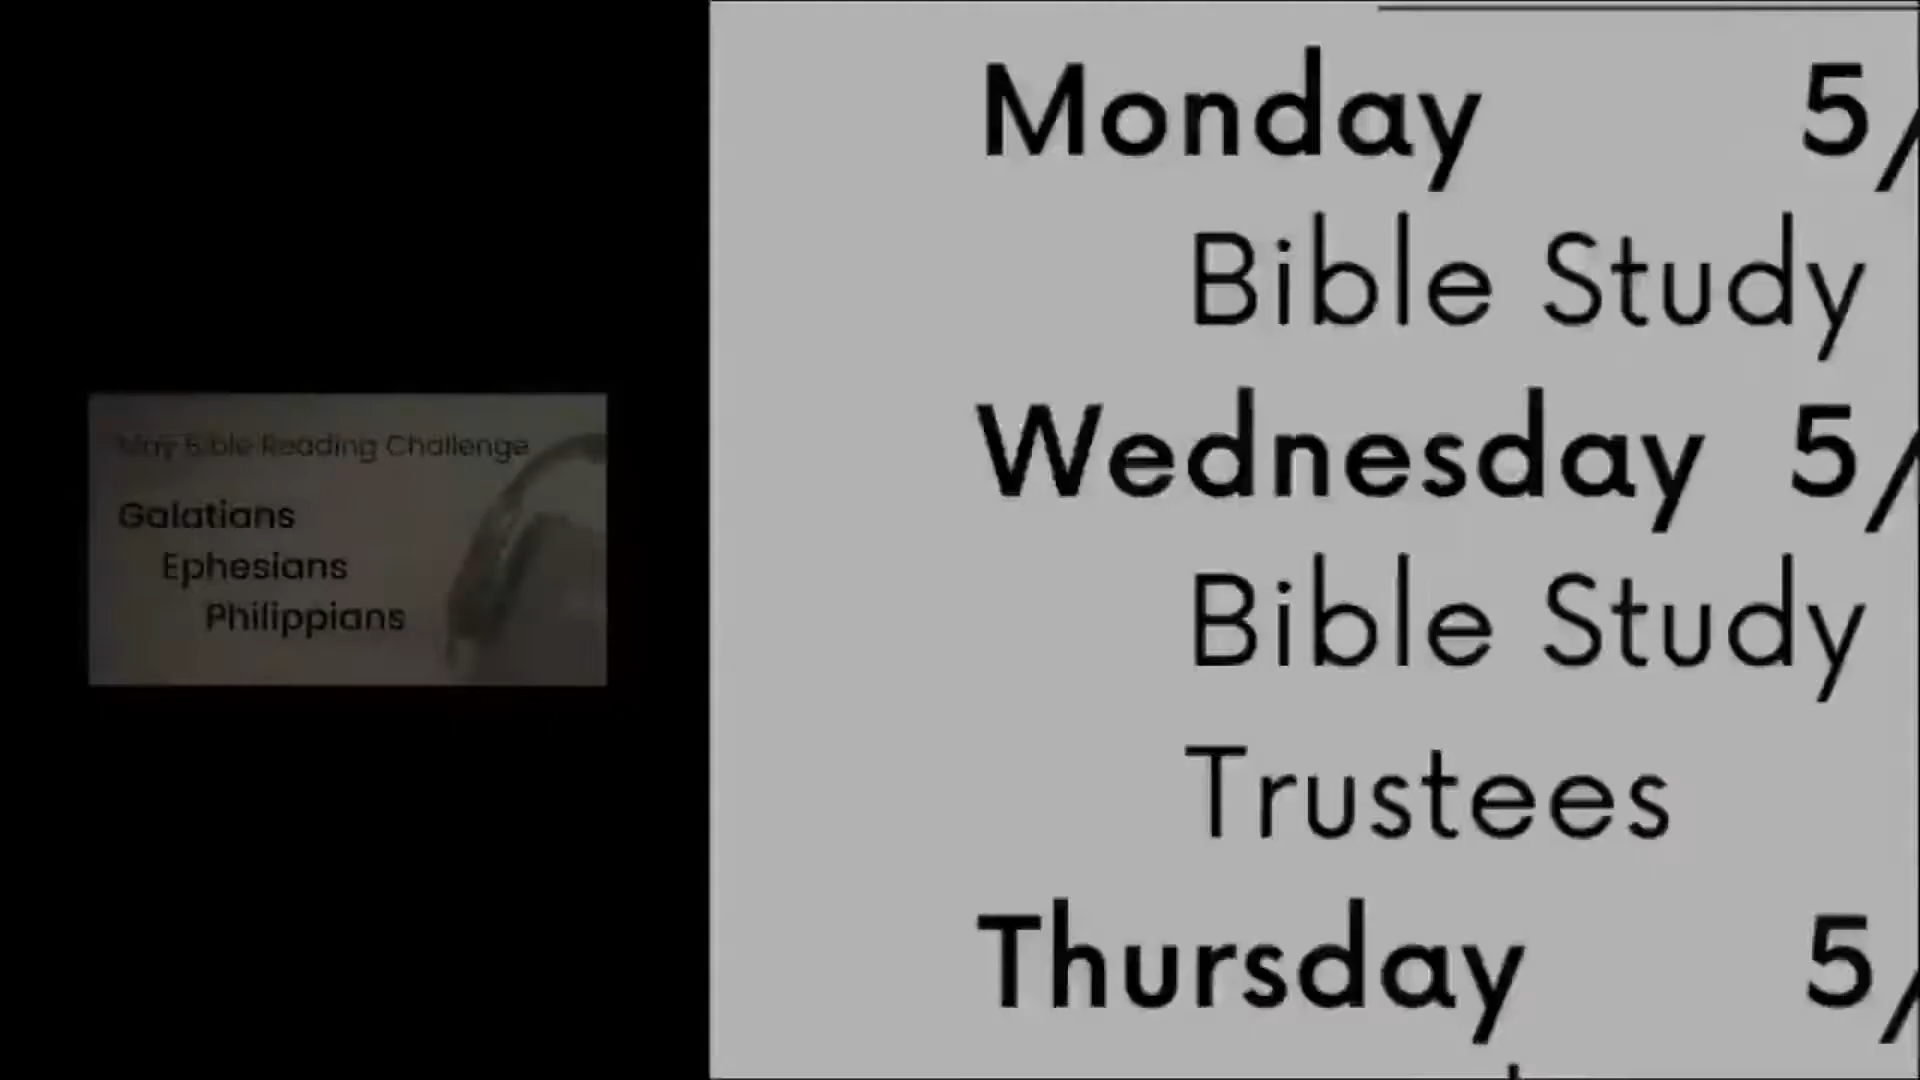 May Bible Reading Challenge
Galatians
Ephesians
Philippians
Monday 5/
Bible Study
Wednesday 5/
Bible Study
Trustees
Thursday 5/